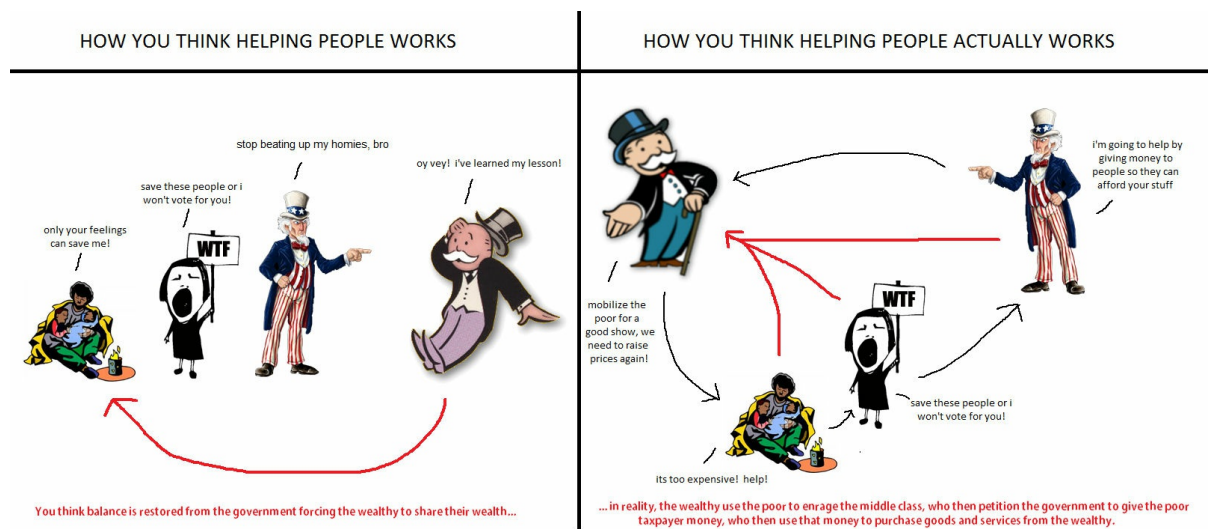 HOW YOU THINK HELPING PEOPLE WORKS
stop beating up my homies, bro
oy vey! i've learned my lesson!
save these people or i
won't vote for you!
only your feelings
can save me!
WTF
You think balance is restored from the government forcing the wealthy to share their wealth...
HOW YOU THINK HELPING PEOPLE ACTUALLY WORKS
i'm going to help by
giving money to
people so they can
afford your stuff
mobilize the
poor for a
good show, we
need to raise
prices again!
WTF
save these people or i
won't vote for you!
its too expensive! help!
...in reality, the wealthy use the poor to enrage the middle class, who then petition the government to give the poor
taxpayer money, who then use that money to purchase goods and services from the wealthy.